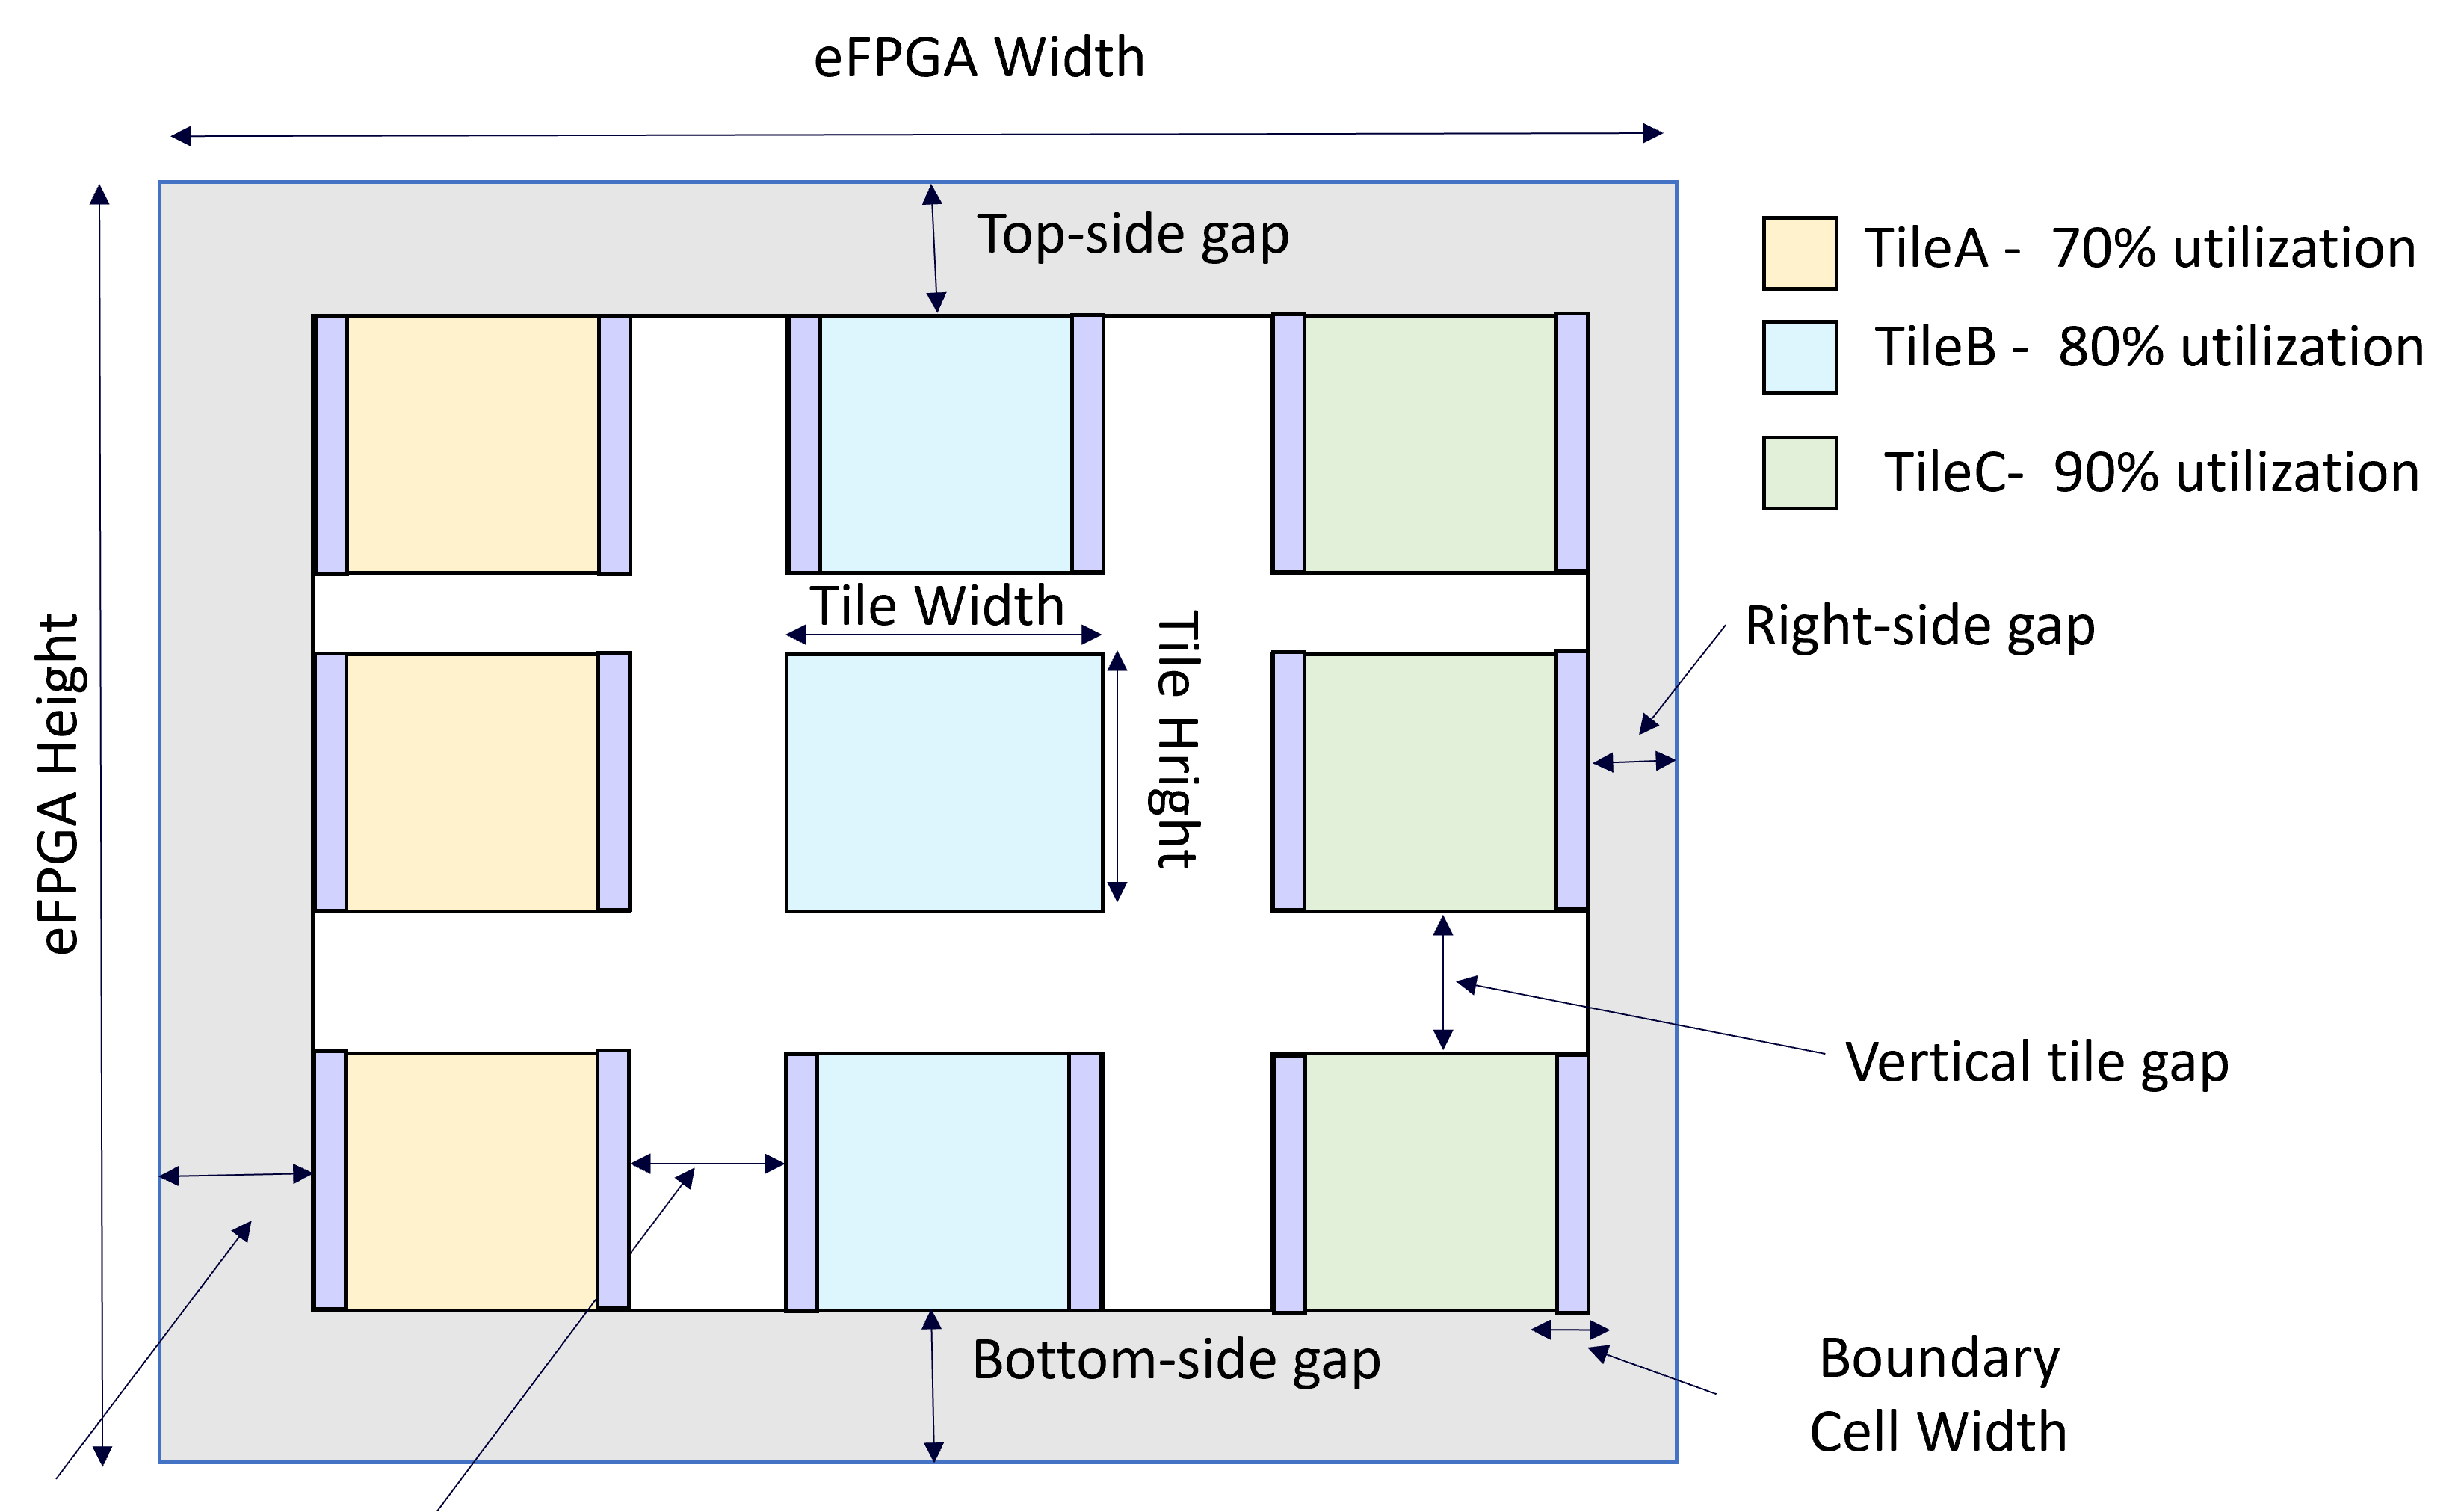 eFPGA Width
Top-side gap
TileA - 70% utilization
TileB - 80% utilization
TileC- 90% utilization
Tile Width
Tile Hright
eFPGA Height
Right-side gap
Vertical tile gap
Bottom-side gap
Boundary
Cell Width